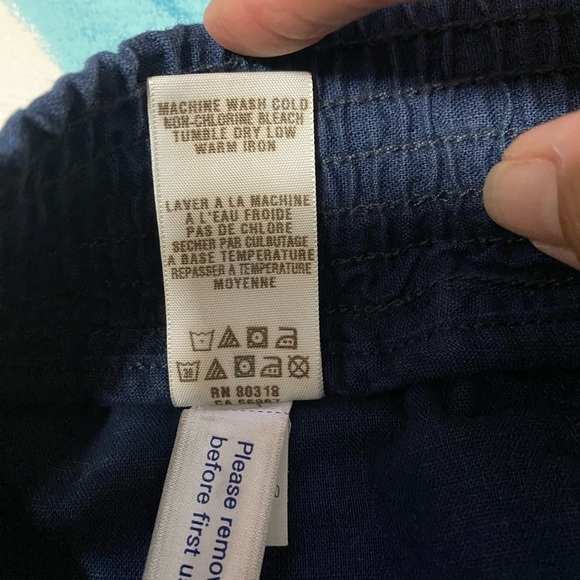 MACHINE WASH COLD
NON-CHLORINE BLEACH
TUMBLE DRY LOW
WARM IRON
LAVER A LA MACHINE
A L'EAU FROIDE
PAS DE CHLORE
SECHER PAR CULBUTAGE
A BASE TEMPERATURE
REPASSER A TEMPERATURE
MOYENNE
30
RN 80318
Please remov
before first u